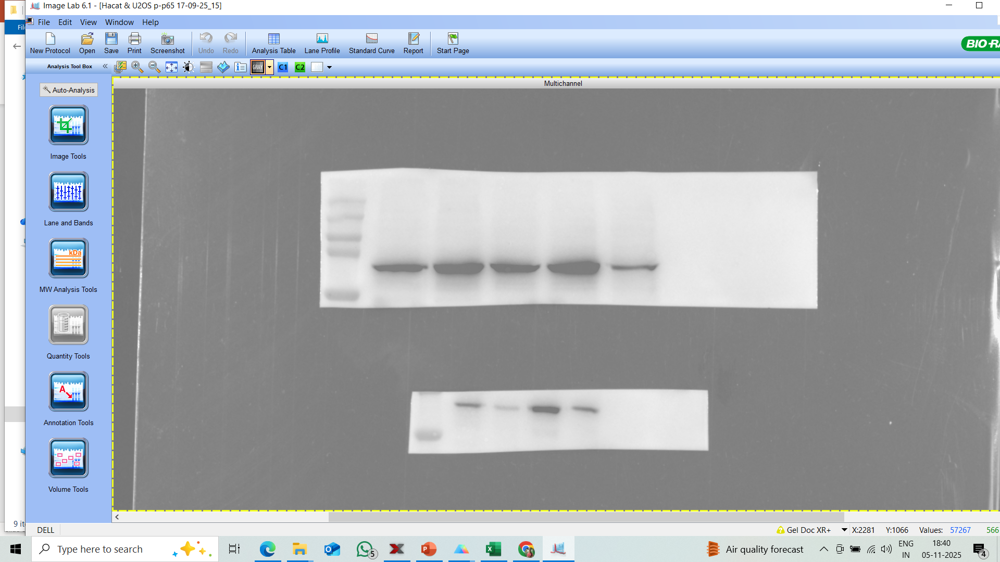 Image Lab 6.1 - [Hacat & U2OS p-p65 17-09-25_15]
File Edit View Window Help
New Protocol Open Save Print Screenshot Undo Redo Analysis Table Lane Profile Standard Curve Report Start Page
Analysis Tool Box « GRAY C1 C2
Multichannel
Auto-Analysis
Image Tools
Lane and Bands
kDa
MW Analysis Tools
Quantity Tools
A
Annotation Tools
Volume Tools
DELL Gel Doc XR+ X:2281 Y:1066 Values: 57267 566
Type here to search 5 Air quality forecast ENG IN 18:40 05-11-2025 4